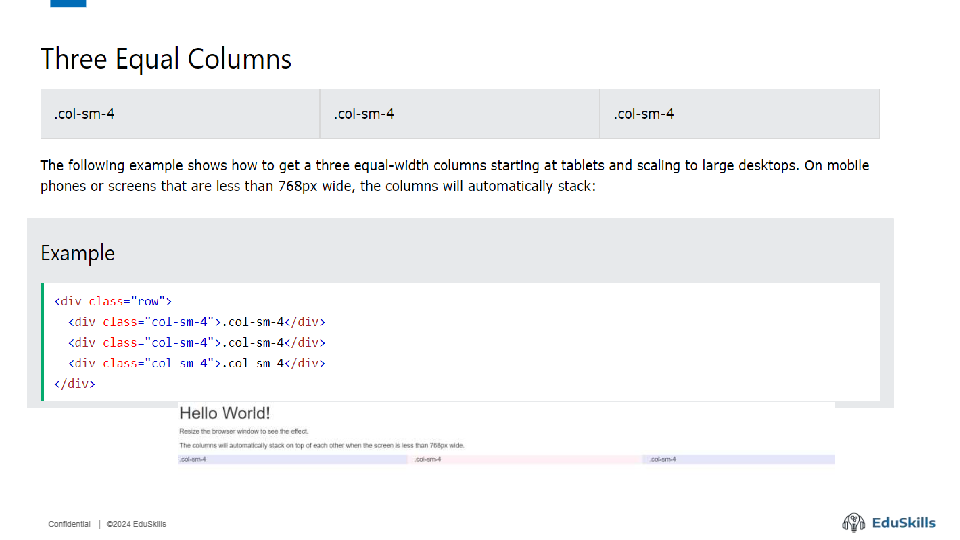 Three Equal Columns
.col-sm-4 .col-sm-4 .col-sm-4
The following example shows how to get a three equal-width columns starting at tablets and scaling to large desktops. On mobile
phones or screens that are less than 768px wide, the columns will automatically stack:
Example
<div class="row">
<div class="col-sm-4">.col-sm-4</div>
<div class="col-sm-4">.col-sm-4</div>
<div class="col-sm-4">.col-sm-4</div>
</div>
Hello World!
Resize the browser window to see the effect.
The columns will automatically stack on top of each other when the screen is less than 768px wide.
.col-sm-4 .col-sm-4 .col-sm-4
Confidential | ©2024 EduSkills
EduSkills